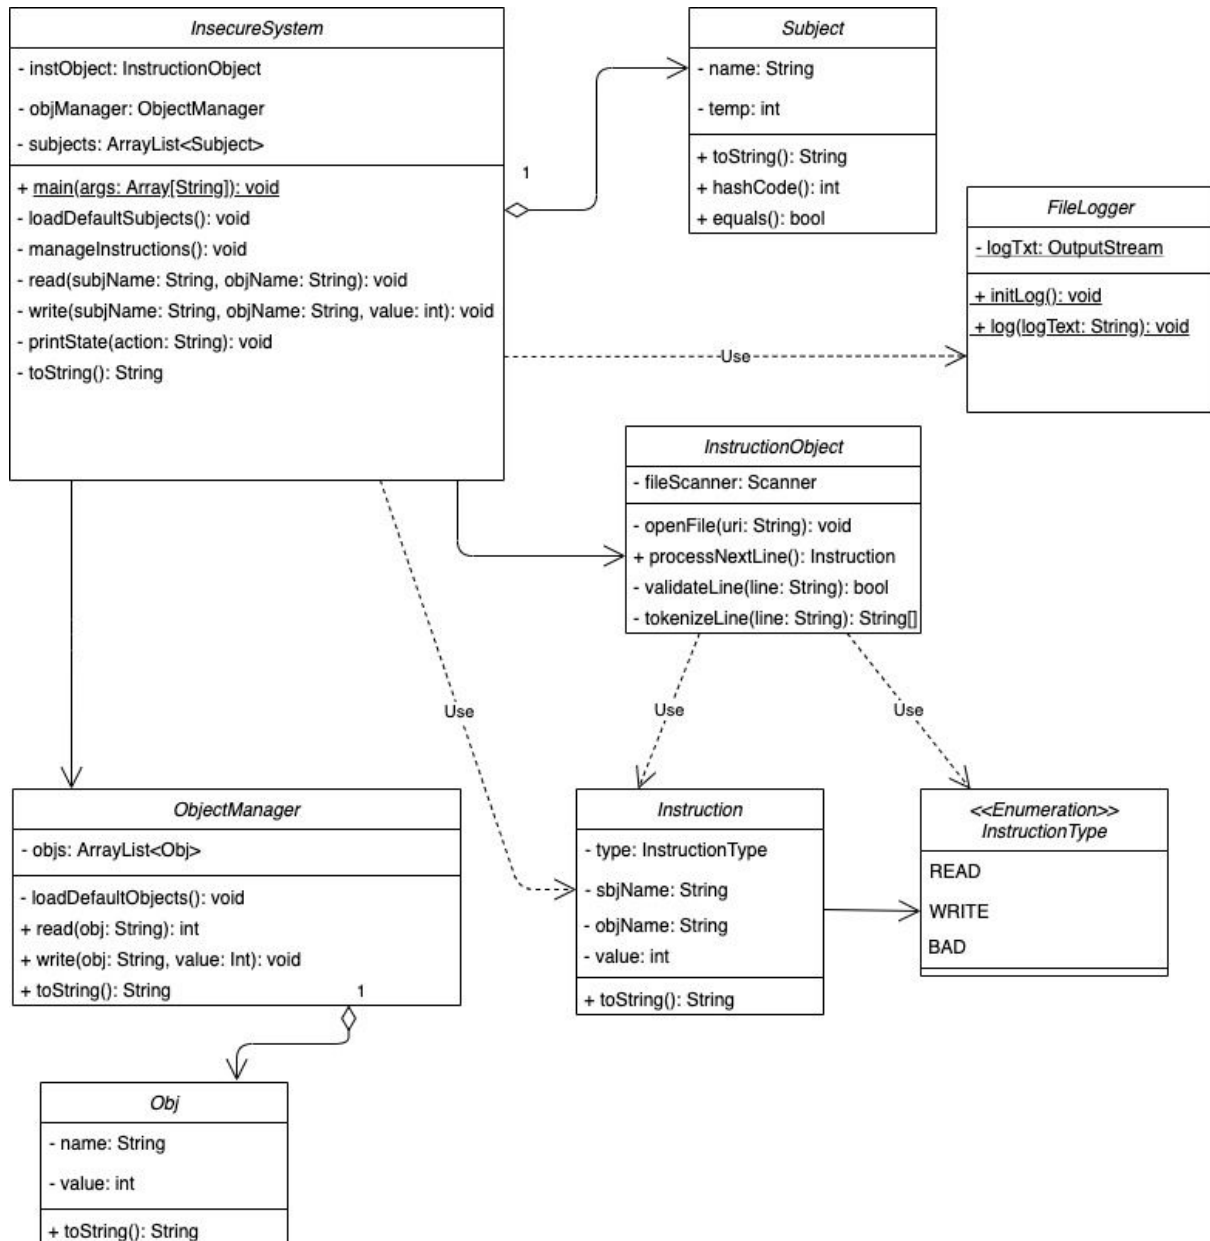 InsecureSystem
- instObject: InstructionObject
- objManager: ObjectManager
- subjects: ArrayList<Subject>
+ main(args: Array[String]): void
- loadDefaultSubjects(): void
- manageInstructions(): void
- read(subjName: String, objName: String): void
- write(subjName: String, objName: String, value: int): void
- printState(action: String): void
- toString(): String
1
Subject
- name: String
- temp: int
+ toString(): String
+ hashCode(): int
+ equals(): bool
FileLogger
- logTxt: OutputStream
+ initLog(): void
+ log(logText: String): void
Use
InstructionObject
- fileScanner: Scanner
- openFile(uri: String): void
+ processNextLine(): Instruction
- validateLine(line: String): bool
- tokenizeLine(line: String): String[]
Use
Use
Use
ObjectManager
- objs: ArrayList<Obj>
- loadDefaultObjects(): void
+ read(obj: String): int
+ write(obj: String, value: Int): void
+ toString(): String
1
Instruction
- type: InstructionType
- sbjName: String
- objName: String
- value: int
+ toString(): String
<<Enumeration>>
InstructionType
READ
WRITE
BAD
Obj
- name: String
- value: int
+ toString(): String